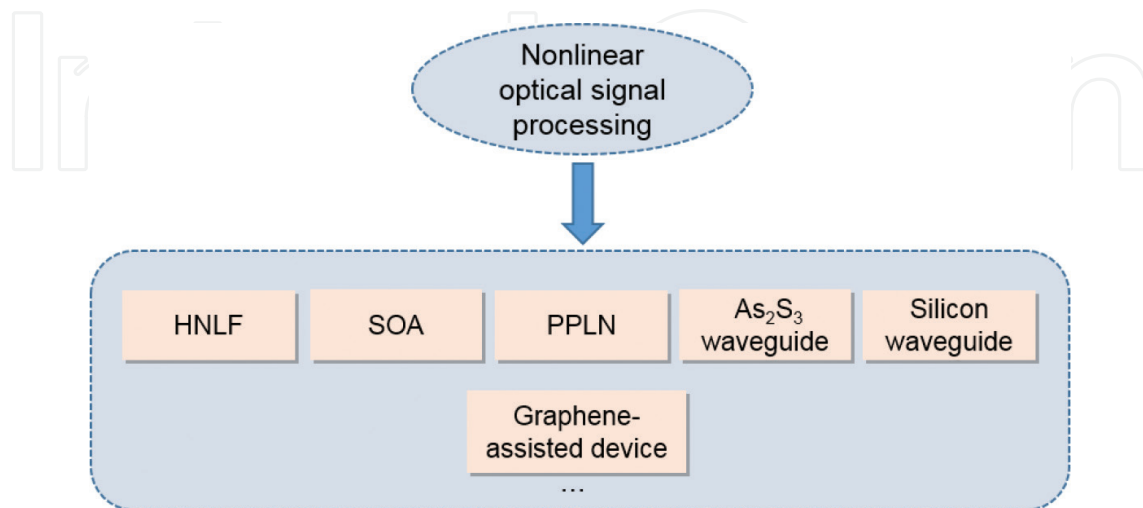 Nonlinear
optical signal
processing
HNLF
SOA
PPLN
As₂S₃
waveguide
Silicon
waveguide
Graphene-
assisted device
...